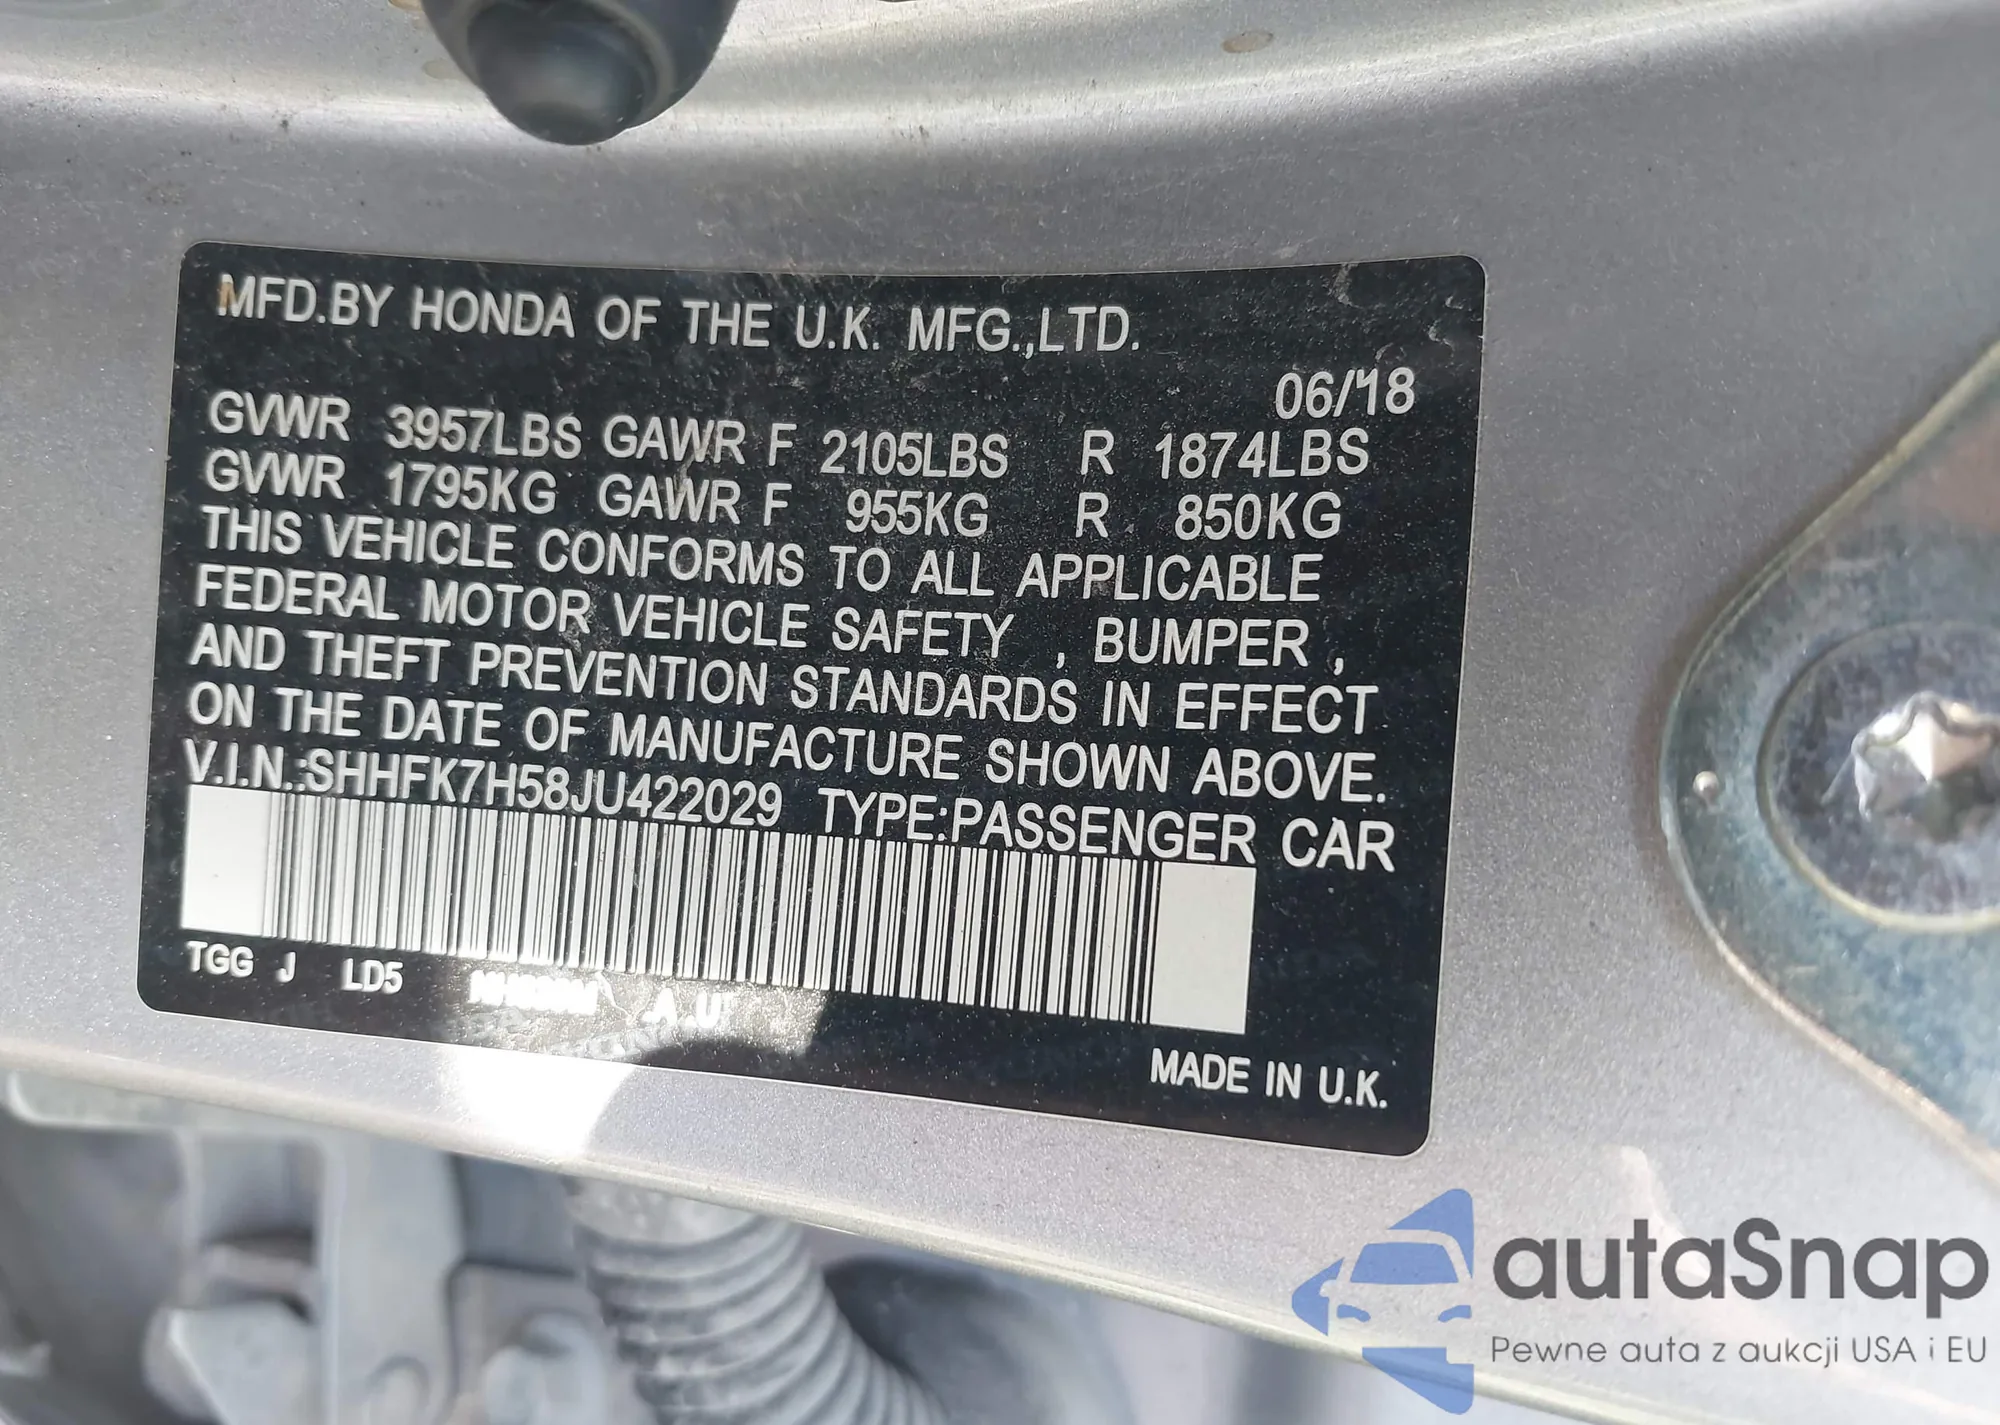 MFD.BY HONDA OF THE U.K. MFG.,LTD.
06/'18
GVWR 3957LBS GAWR F 2105LBS R 1874LBS
GVWR 1795KG GAWR F 955KG R 850KG
THIS VEHICLE CONFORMS TO ALL APPLICABLE
FEDERAL MOTOR VEHICLE SAFETY , BUMPER ,
AND THEFT PREVENTION STANDARDS IN EFFECT
ON THE DATE OF MANUFACTURE SHOWN ABOVE.
V.I.N.:SHHFK7H58JU422029 TYPE:PASSENGER CAR
TGG J LD5
MADE IN U.K.
autaSnap
Pewne auta z aukcji USA i EU